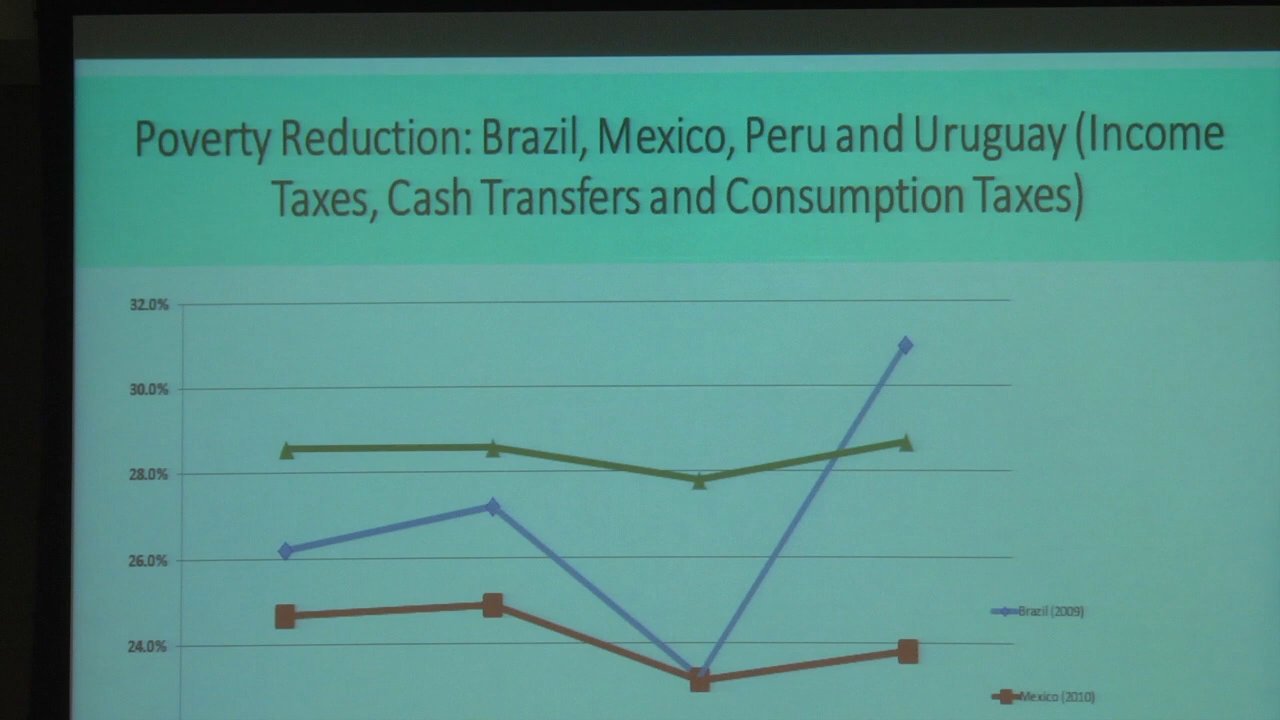 Poverty Reduction: Brazil, Mexico, Peru and Uruguay (Income
Taxes, Cash Transfers and Consumption Taxes)
32.0%
30.0%
28.0%
26.0%
24.0%
Brazil (2009)
Mexico (2010)